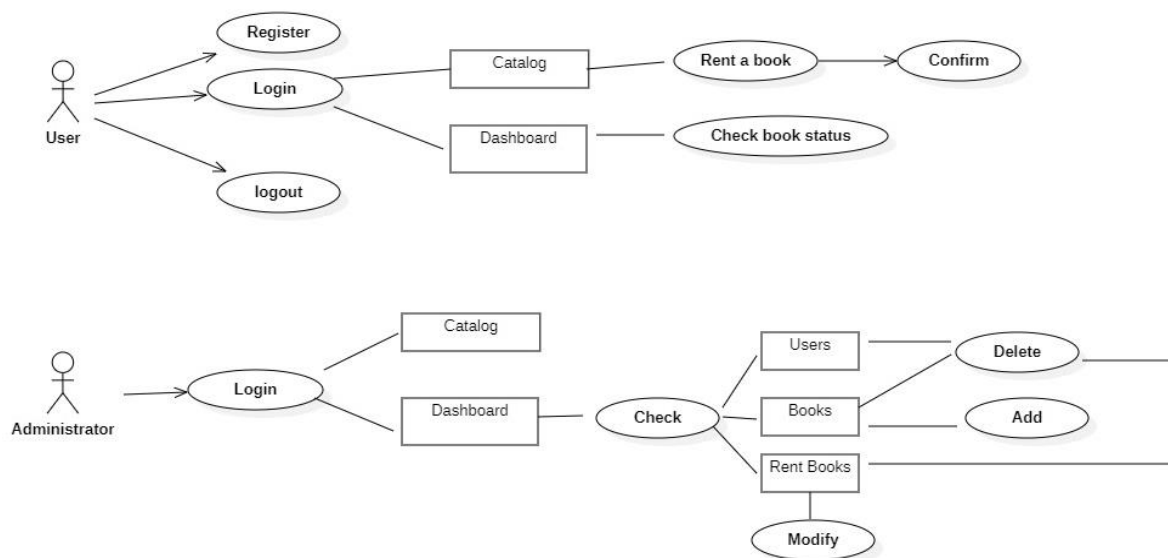 Register
Catalog
Rent a book
Confirm
Login
User
Dashboard
Check book status
logout
Catalog
Users
Delete
Login
Administrator
Dashboard
Check
Books
Add
Rent Books
Modify